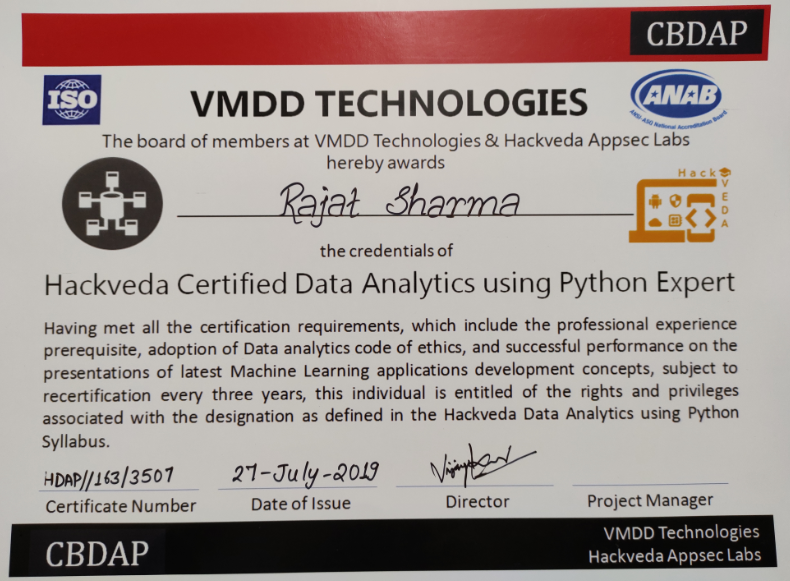 CBDAP
ISO
VMDD TECHNOLOGIES
ANAB
ANSI-ASQ National Accreditation Board
The board of members at VMDD Technologies & Hackveda Appsec Labs
hereby awards
Hack
VEDA
Rajat Sharma
the credentials of
Hackveda Certified Data Analytics using Python Expert
Having met all the certification requirements, which include the professional experience
prerequisite, adoption of Data analytics code of ethics, and successful performance on the
presentations of latest Machine Learning applications development concepts, subject to
recertification every three years, this individual is entitled of the rights and privileges
associated with the designation as defined in the Hackveda Data Analytics using Python
Syllabus.
HDAP//163/3507
27-July-2019
Certificate Number
Date of Issue
Director
Project Manager
CBDAP
VMDD Technologies
Hackveda Appsec Labs